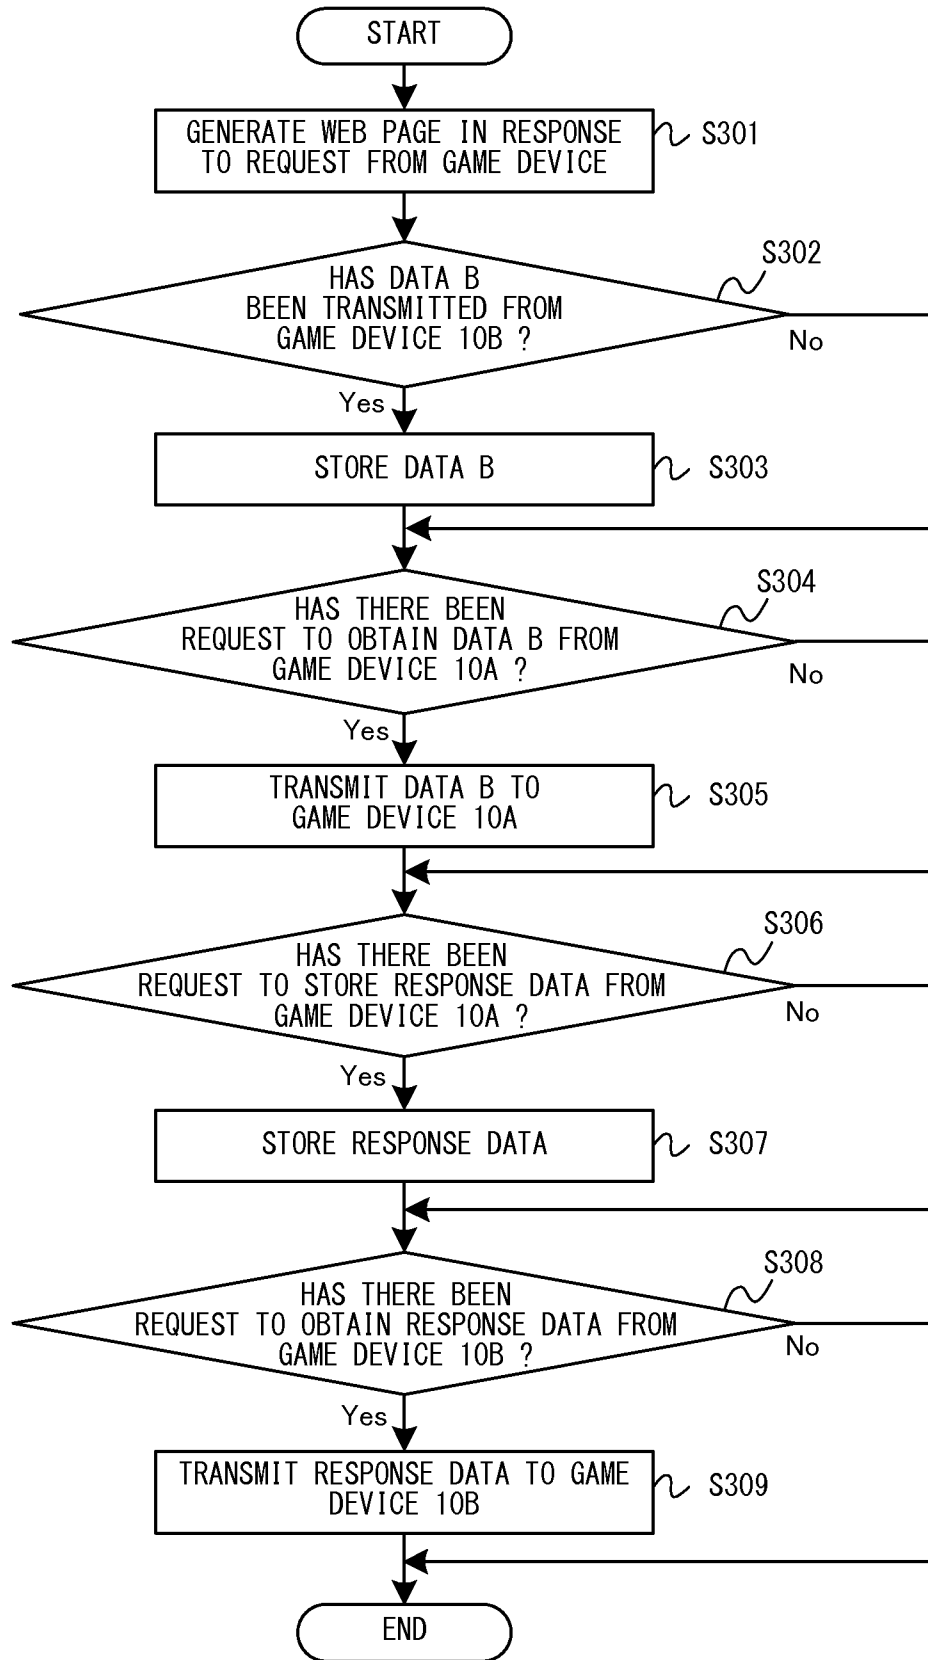 START
GENERATE WEB PAGE IN RESPONSE
TO REQUEST FROM GAME DEVICE
S301
HAS DATA B
BEEN TRANSMITTED FROM
GAME DEVICE 10B ?
S302
No
Yes
STORE DATA B
S303
HAS THERE BEEN
REQUEST TO OBTAIN DATA B FROM
GAME DEVICE 10A ?
S304
No
Yes
TRANSMIT DATA B TO
GAME DEVICE 10A
S305
HAS THERE BEEN
REQUEST TO STORE RESPONSE DATA FROM
GAME DEVICE 10A ?
S306
No
Yes
STORE RESPONSE DATA
S307
HAS THERE BEEN
REQUEST TO OBTAIN RESPONSE DATA FROM
GAME DEVICE 10B ?
S308
No
Yes
TRANSMIT RESPONSE DATA TO GAME
DEVICE 10B
S309
END